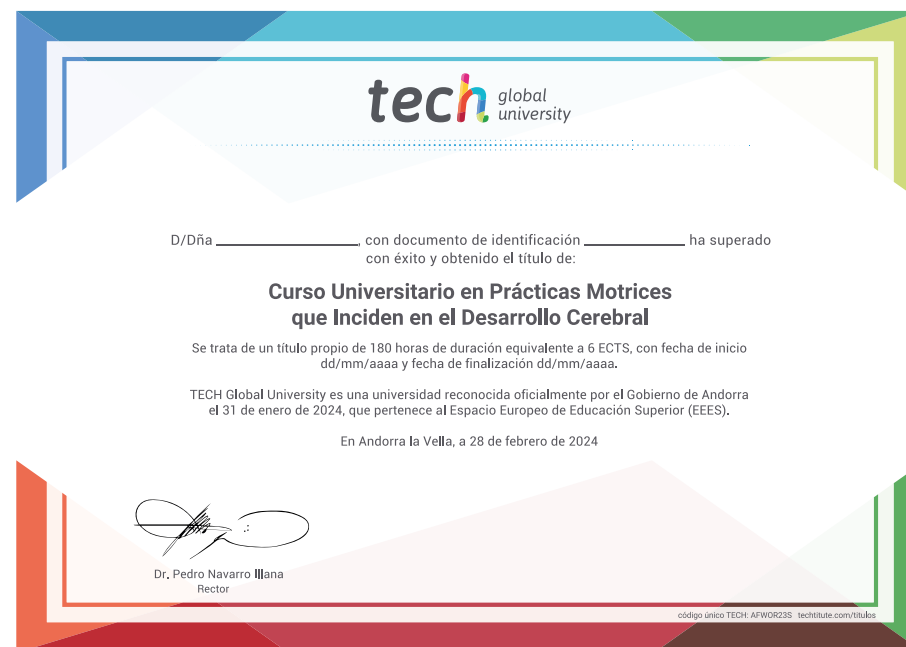 tech global university
D/Dña ____________________, con documento de identificación ______________ ha superado
con éxito y obtenido el título de:
Curso Universitario en Prácticas Motrices
que Inciden en el Desarrollo Cerebral
Se trata de un título propio de 180 horas de duración equivalente a 6 ECTS, con fecha de inicio
dd/mm/aaaa y fecha de finalización dd/mm/aaaa.
TECH Global University es una universidad reconocida oficialmente por el Gobierno de Andorra
el 31 de enero de 2024, que pertenece al Espacio Europeo de Educación Superior (EEES).
En Andorra la Vella, a 28 de febrero de 2024
Dr. Pedro Navarro Illana
Rector
código único TECH: AFWOR23S techtitute.com/titulos